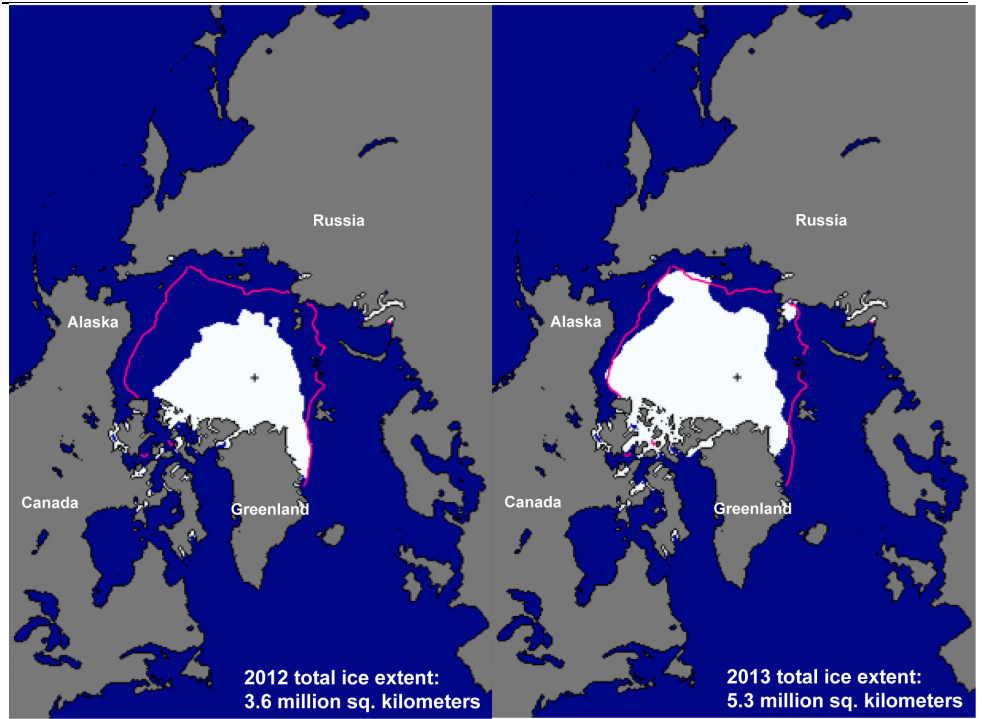 Russia
Alaska
Canada
Greenland
2012 total ice extent:
3.6 million sq. kilometers
Russia
Alaska
Canada
Greenland
2013 total ice extent:
5.3 million sq. kilometers